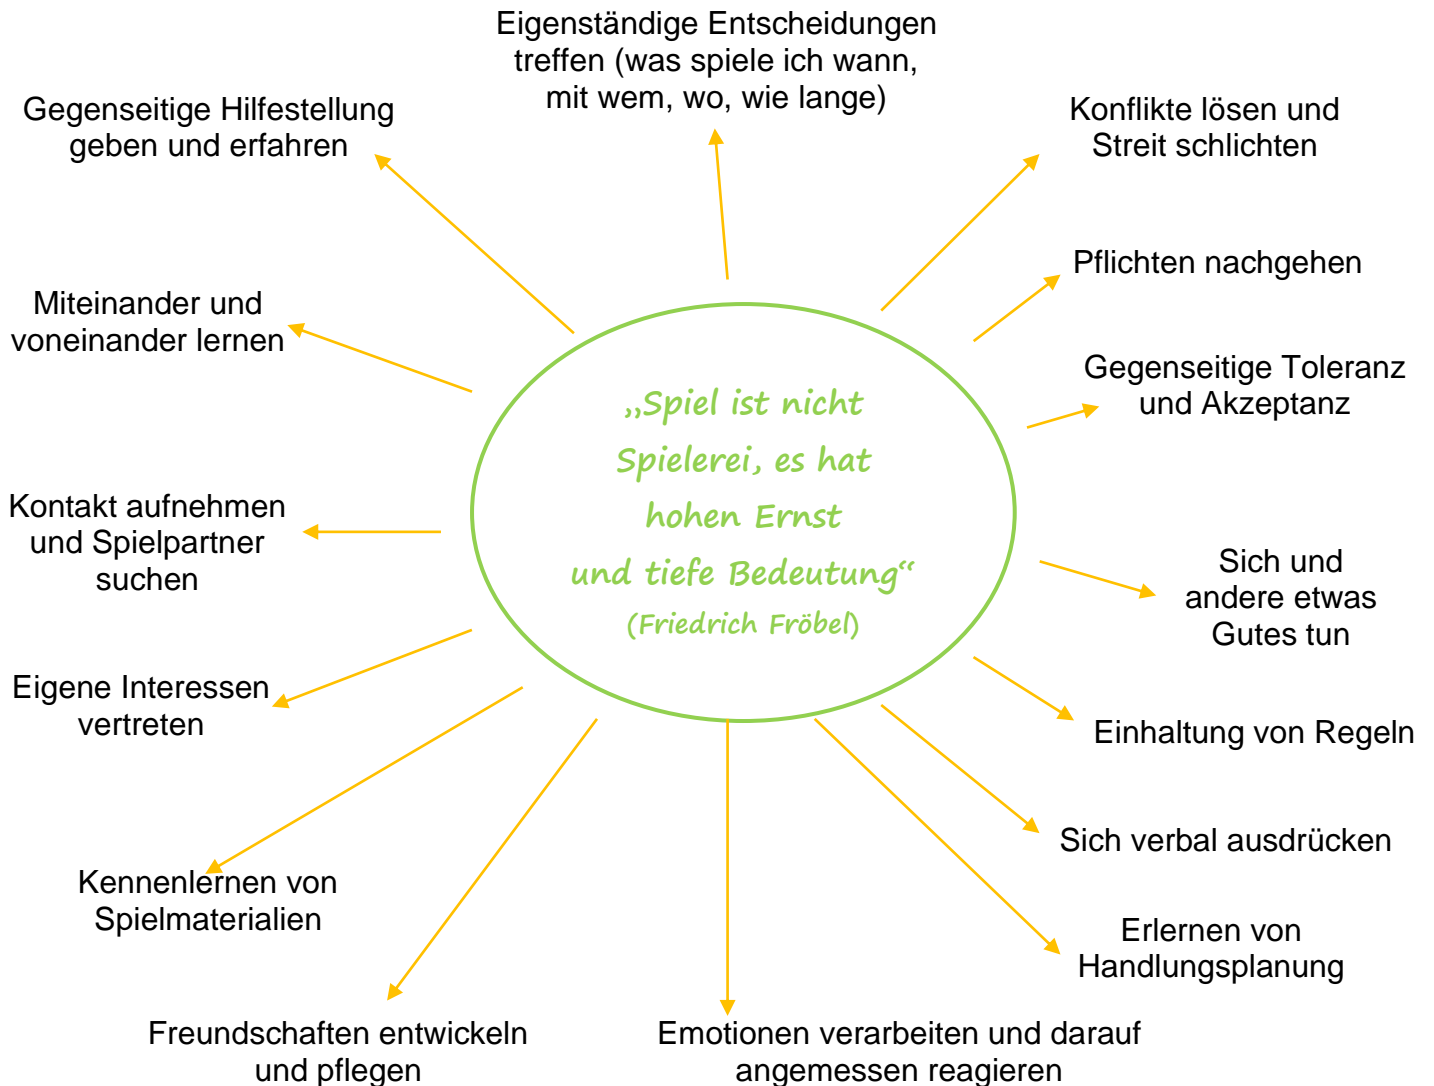 Eigenständige Entscheidungen
treffen (was spiele ich wann,
mit wem, wo, wie lange)
Gegenseitige Hilfestellung
geben und erfahren
Konflikte lösen und
Streit schlichten
Pflichten nachgehen
Miteinander und
voneinander lernen
Gegenseitige Toleranz
und Akzeptanz
„Spiel ist nicht
Spielerei, es hat
hohen Ernst
und tiefe Bedeutung“
(Friedrich Fröbel)
Kontakt aufnehmen
und Spielpartner
suchen
Sich und
andere etwas
Gutes tun
Eigene Interessen
vertreten
Einhaltung von Regeln
Sich verbal ausdrücken
Kennenlernen von
Spielmaterialien
Erlernen von
Handlungsplanung
Freundschaften entwickeln
und pflegen
Emotionen verarbeiten und darauf
angemessen reagieren